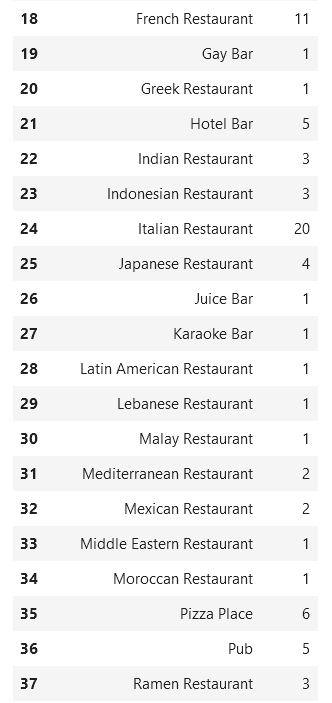 18 French Restaurant 11
19 Gay Bar 1
20 Greek Restaurant 1
21 Hotel Bar 5
22 Indian Restaurant 3
23 Indonesian Restaurant 3
24 Italian Restaurant 20
25 Japanese Restaurant 4
26 Juice Bar 1
27 Karaoke Bar 1
28 Latin American Restaurant 1
29 Lebanese Restaurant 1
30 Malay Restaurant 1
31 Mediterranean Restaurant 2
32 Mexican Restaurant 2
33 Middle Eastern Restaurant 1
34 Moroccan Restaurant 1
35 Pizza Place 6
36 Pub 5
37 Ramen Restaurant 3